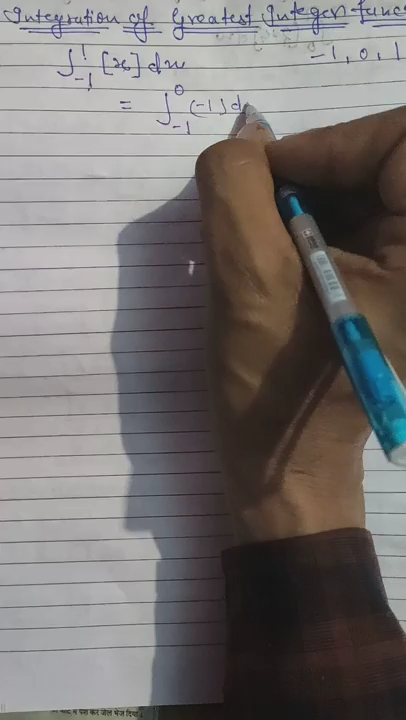 Integration of Greatest Integer func
∫₋₁¹ [x] dx
-1, 0, 1
= ∫₋₁⁰ (-1) d